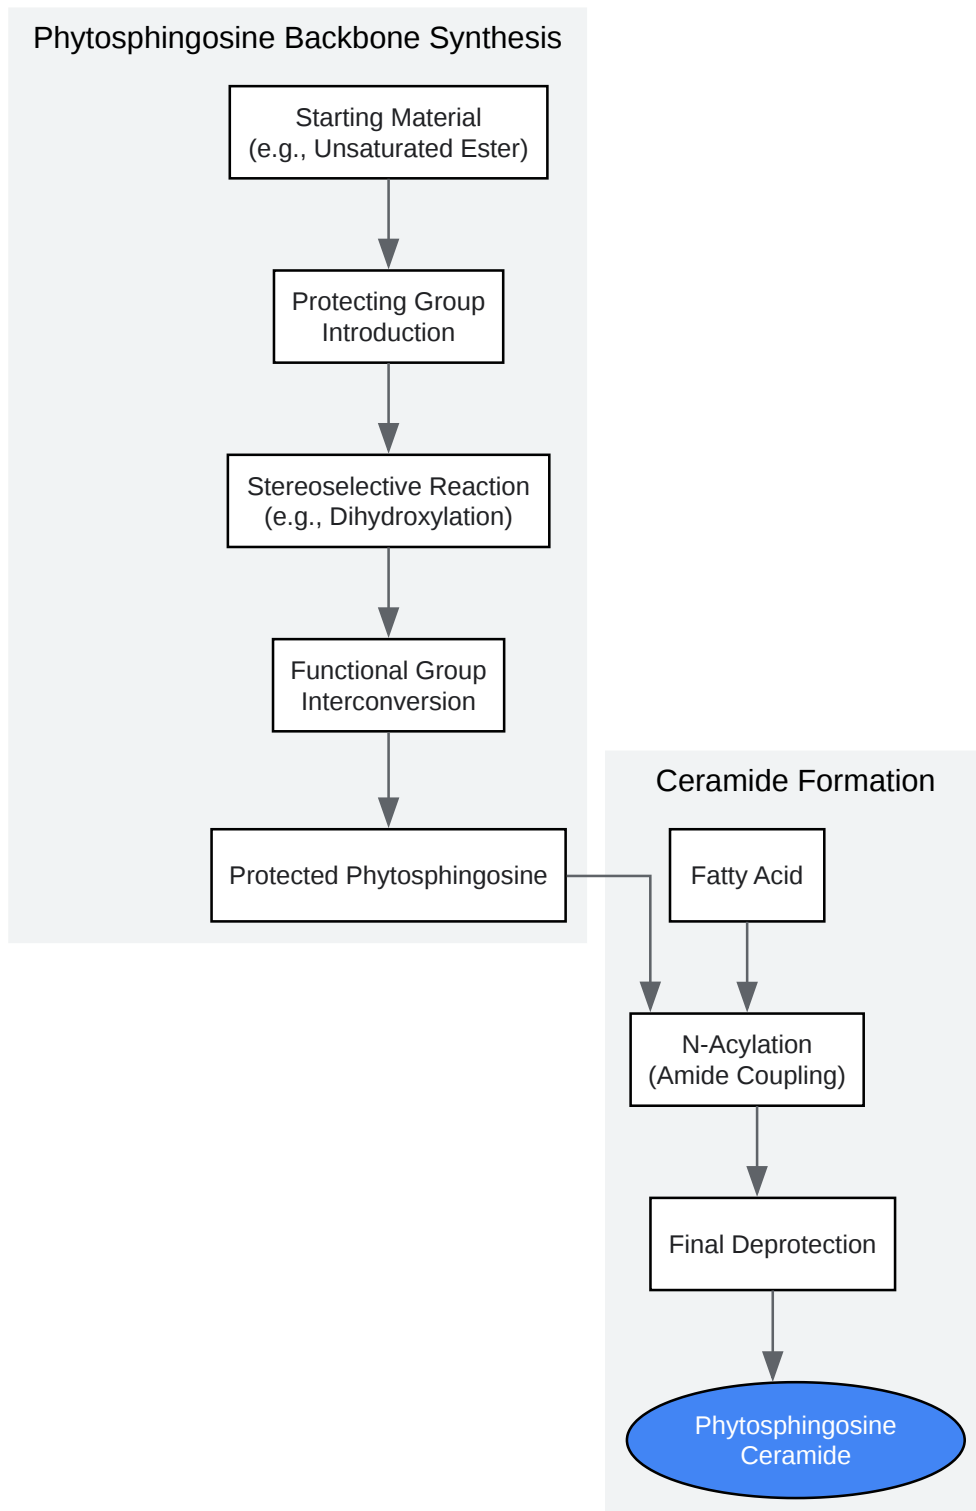 Phytosphingosine Backbone Synthesis
Starting Material
(e.g., Unsaturated Ester)
Protecting Group
Introduction
Stereoselective Reaction
(e.g., Dihydroxylation)
Functional Group
Interconversion
Protected Phytosphingosine
Ceramide Formation
Fatty Acid
N-Acylation
(Amide Coupling)
Final Deprotection
Phytosphingosine
Ceramide